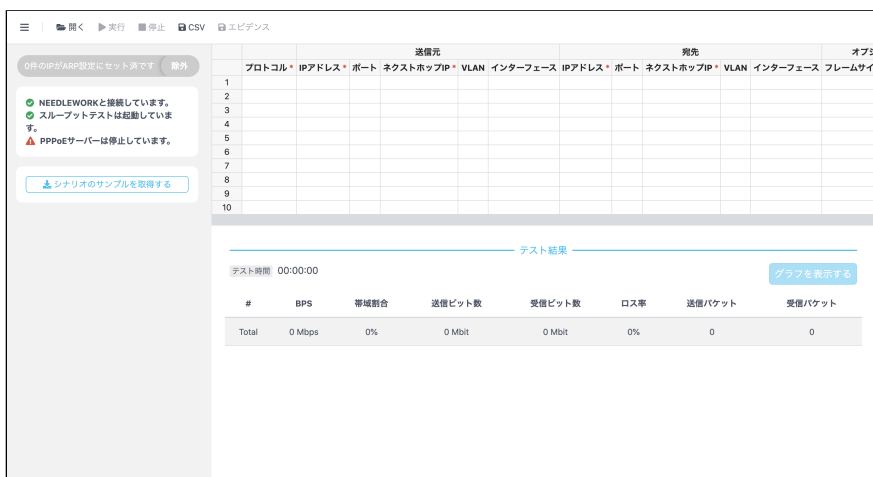 開く 実行 停止 CSV エビデンス
0件のIPがARP設定にセット済です 除外
NEEDLEWORKと接続しています。
スループットテストは起動していま
す。
PPPoEサーバーは停止しています。
シナリオのサンプルを取得する
送信元 宛先 オプシ
プロトコル * IPアドレス * ポート ネクストホップIP * VLAN インターフェース IPアドレス * ポート ネクストホップIP * VLAN インターフェース フレームサイ
1
2
3
4
5
6
7
8
9
10
テスト結果
テスト時間 00:00:00 グラフを表示する
# BPS 帯域割合 送信ビット数 受信ビット数 ロス率 送信パケット 受信パケット
Total 0 Mbps 0% 0 Mbit 0 Mbit 0% 0 0